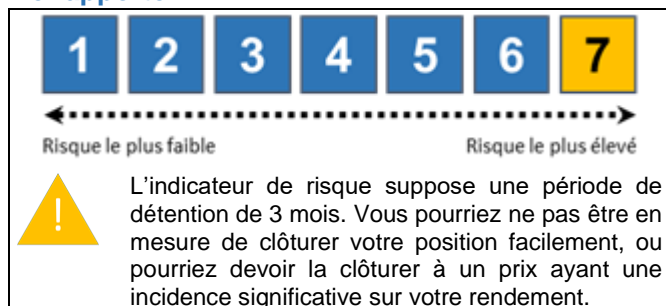 1 2 3 4 5 6 7
Risque le plus faible Risque le plus élevé
!
L'indicateur de risque suppose une période de
détention de 3 mois. Vous pourriez ne pas être en
mesure de clôturer votre position facilement, ou
pourriez devoir la clôturer à un prix ayant une
incidence significative sur votre rendement.